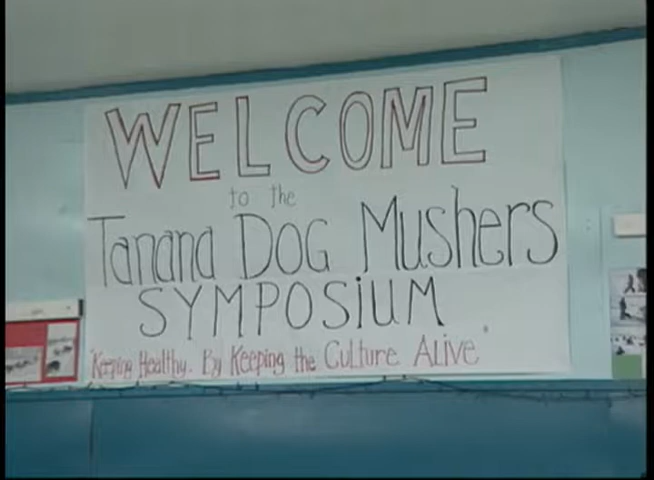 WELCOME
to the
Tanana DOG Mushers
SYMPOSiUM
"Keeping Healthy. By Keeping the Culture Alive"